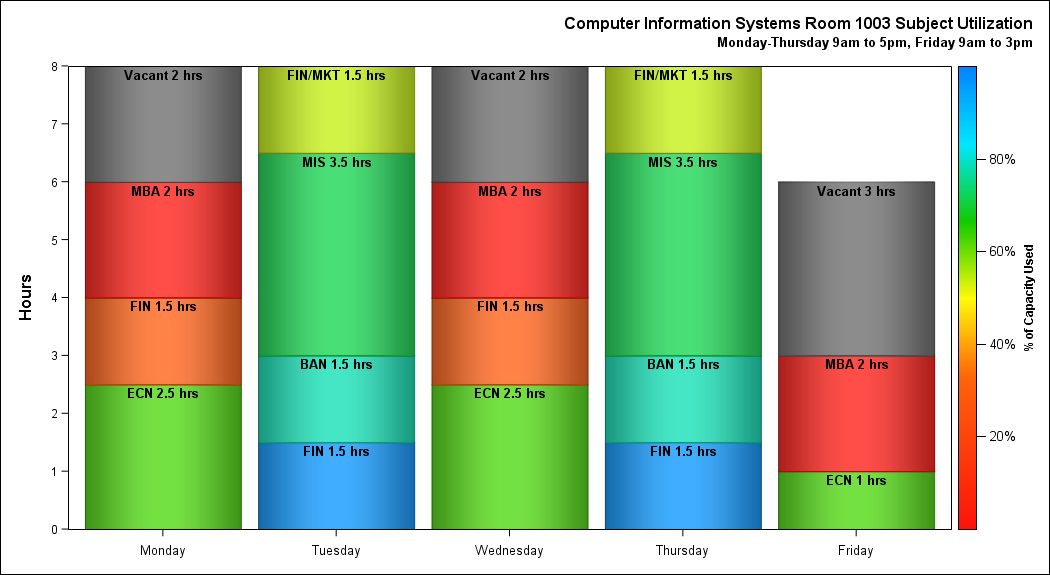 Computer Information Systems Room 1003 Subject Utilization
Monday-Thursday 9am to 5pm, Friday 9am to 3pm
Hours
8
7
6
5
4
3
2
1
0
Vacant 2 hrs
MBA 2 hrs
FIN 1.5 hrs
ECN 2.5 hrs
FIN/MKT 1.5 hrs
MIS 3.5 hrs
BAN 1.5 hrs
FIN 1.5 hrs
Vacant 2 hrs
MBA 2 hrs
FIN 1.5 hrs
ECN 2.5 hrs
FIN/MKT 1.5 hrs
MIS 3.5 hrs
BAN 1.5 hrs
FIN 1.5 hrs
Vacant 3 hrs
MBA 2 hrs
ECN 1 hrs
Monday
Tuesday
Wednesday
Thursday
Friday
80%
60%
40%
20%
% of Capacity Used